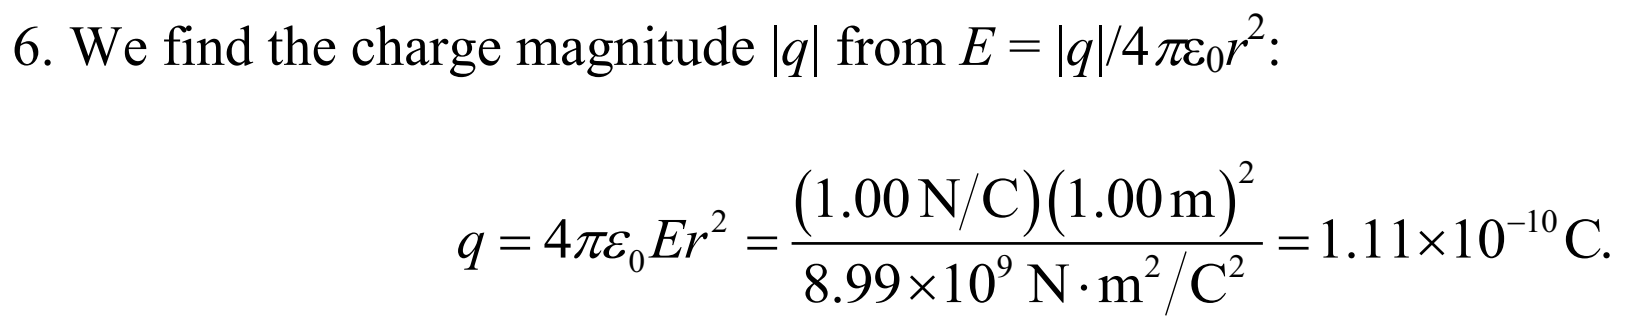 6. We find the charge magnitude |q| from E = |q|/4πε₀r²:
q = 4πε₀Er² = (1.00 N/C)(1.00 m)² / 8.99×10⁹ N·m²/C² = 1.11×10⁻¹⁰ C.